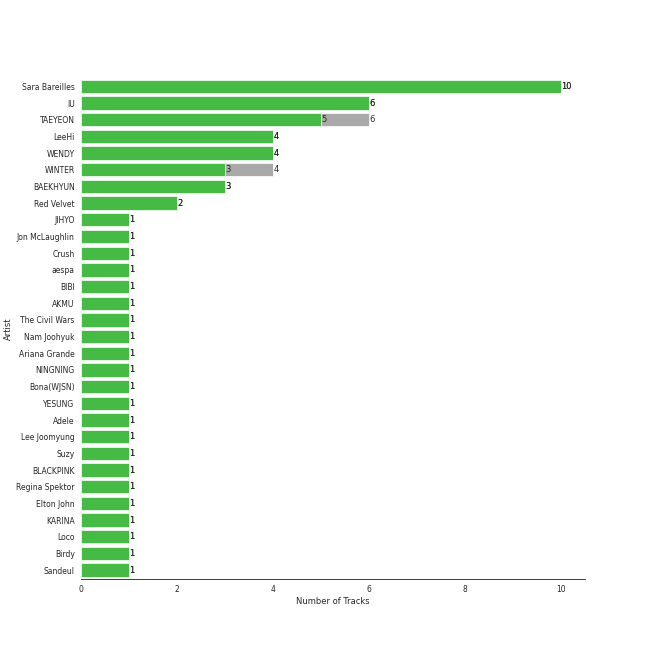 Sara Bareilles 10
IU 6
TAEYEON 5 6
LeeHi 4
WENDY 4
WINTER 3 4
BAEKHYUN 3
Red Velvet 2
JIHYO 1
Jon McLaughlin 1
Crush 1
aespa 1
BIBI 1
AKMU 1
The Civil Wars 1
Nam Joohyuk 1
Ariana Grande 1
NINGNING 1
Bona(WJSN) 1
YESUNG 1
Adele 1
Lee Joomyung 1
Suzy 1
BLACKPINK 1
Regina Spektor 1
Elton John 1
KARINA 1
Loco 1
Birdy 1
Sandeul 1
Artist
0 2 4 6 8 10
Number of Tracks